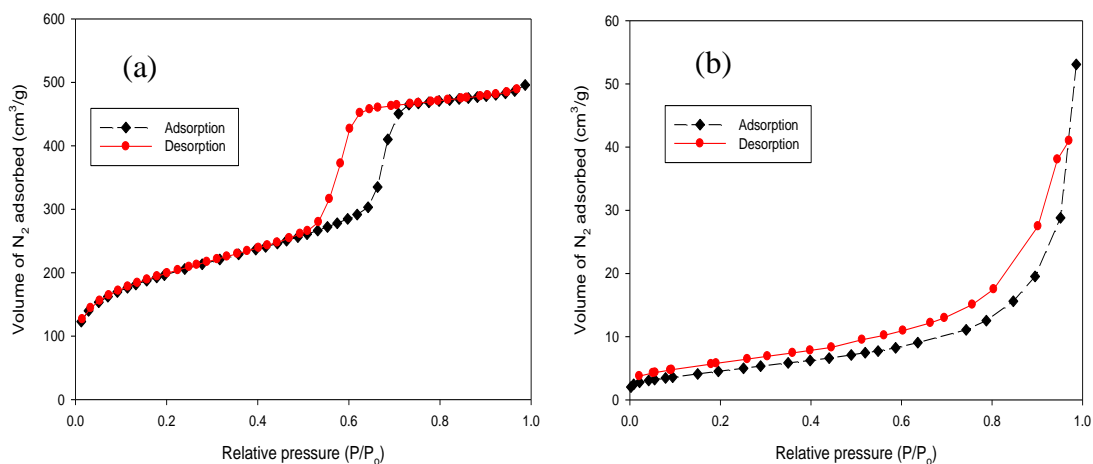 (a)
Volume of N₂ adsorbed (cm³/g)
600
500
400
300
200
100
0
Adsorption
Desorption
0.0 0.2 0.4 0.6 0.8 1.0
Relative pressure (P/P₀)
(b)
Volume of N₂ adsorbed (cm³/g)
60
50
40
30
20
10
0
Adsorption
Desorption
0.0 0.2 0.4 0.6 0.8 1.0
Relative pressure (P/P₀)